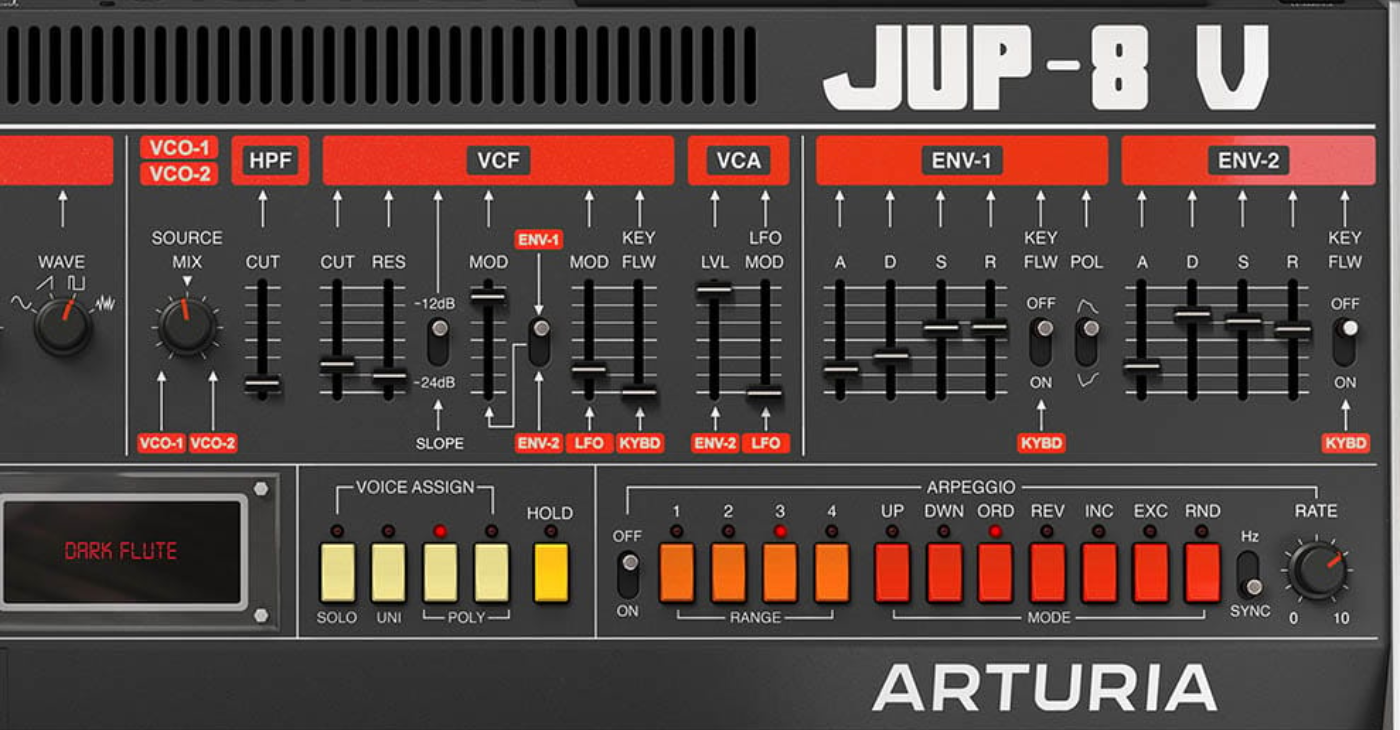 JUP-8 V
VCO-1
VCO-2
HPF
VCF
VCA
ENV-1
ENV-2
WAVE
SOURCE
MIX
CUT
CUT
RES
-12dB
-24dB
SLOPE
MOD
ENV-1
ENV-2
MOD
KEY
FLW
LVL
LFO
MOD
A
D
S
R
KEY
FLW
POL
OFF
ON
A
D
S
R
KEY
FLW
OFF
ON
VCO-1
VCO-2
LFO
KYBD
ENV-2
LFO
KYBD
KYBD
DARK FLUTE
VOICE ASSIGN
HOLD
SOLO
UNI
POLY
ARPEGGIO
OFF
ON
1
2
3
4
RANGE
UP
DWN
ORD
REV
INC
EXC
RND
MODE
Hz
SYNC
RATE
0
10
ARTURIA